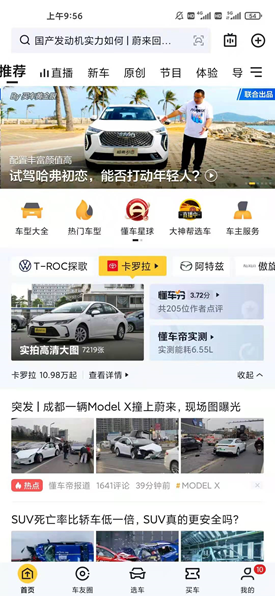 上午9:56
54
国产发动机实力如何 | 蔚来回...
推荐 直播 新车 原创 节目 体验 导
联合出品
配置丰富颜值高
试驾哈弗初恋，能否打动年轻人？
车型大全 热门车型 懂车星球 大神帮选车 车主服务
T-ROC探歌 卡罗拉 阿特兹 傲放
懂车分 3.72分
共205位作者点评
懂车帝实测
实测能耗6.55L
实拍高清大图 7219张
卡罗拉 10.98万起 查看详情 收起
突发 | 成都一辆Model X撞上蔚来，现场图曝光
热点 懂车帝报道 1641评论 39分钟前 #MODEL X
SUV死亡率比轿车低一倍，SUV真的更安全吗？
10
首页 车友圈 选车 买车 我的